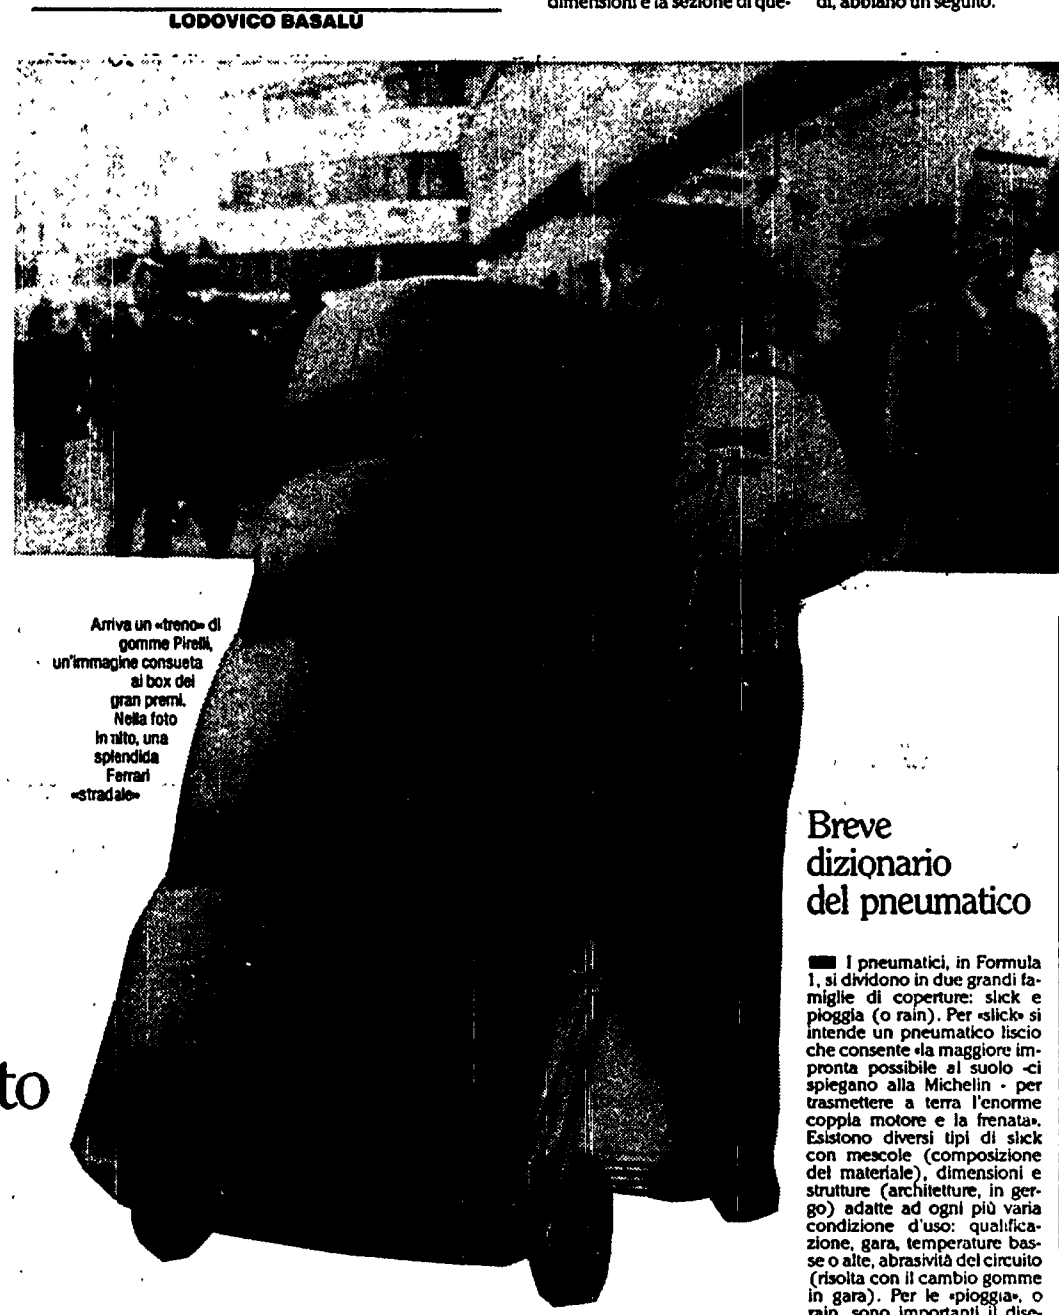 LODOVICO BASALÙ
dimensioni e la sezione di que-
di, abbiano un seguito.
Arriva un «treno» di
gomme Pirelli,
un'immagine consueta
ai box dei
gran premi.
Nella foto
in alto, una
splendida
Ferrari
«stradale»
to
Breve
dizionario
del pneumatico
I pneumatici, in Formula
1, si dividono in due grandi fa-
miglie di coperture: slick e
pioggia (o rain). Per «slick» si
intende un pneumatico liscio
che consente «la maggiore im-
pronta possibile al suolo -ci
spiegano alla Michelin - per
trasmettere a terra l'enorme
coppia motore e la frenata».
Esistono diversi tipi di slick
con mescole (composizione
del materiale), dimensioni e
strutture (architetture, in ger-
go) adatte ad ogni più varia
condizione d'uso: qualifica-
zione, gara, temperature bas-
se o alte, abrasività del circuito
(risolta con il cambio gomme
in gara). Per le «pioggia», o
rain, sono importanti il dise-